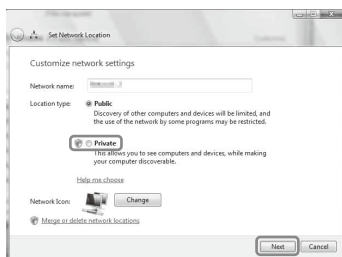 Set Network Location
Customize network settings
Network name:
Location type:
Public
Discovery of other computers and devices will be limited, and
the use of the network by some programs may be restricted.
Private
This allows you to see computers and devices, while making
your computer discoverable.
Help me choose
Network Icon:
Change
Merge or delete network locations
Next
Cancel